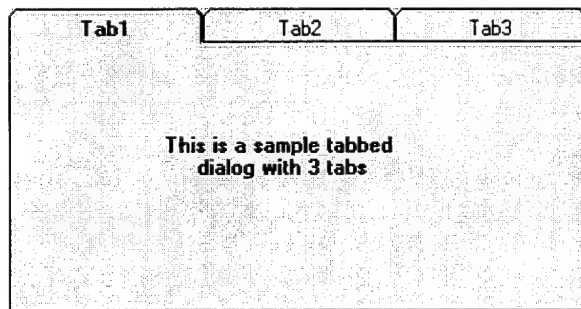 Tab1 Tab2 Tab3
This is a sample tabbed
dialog with 3 tabs